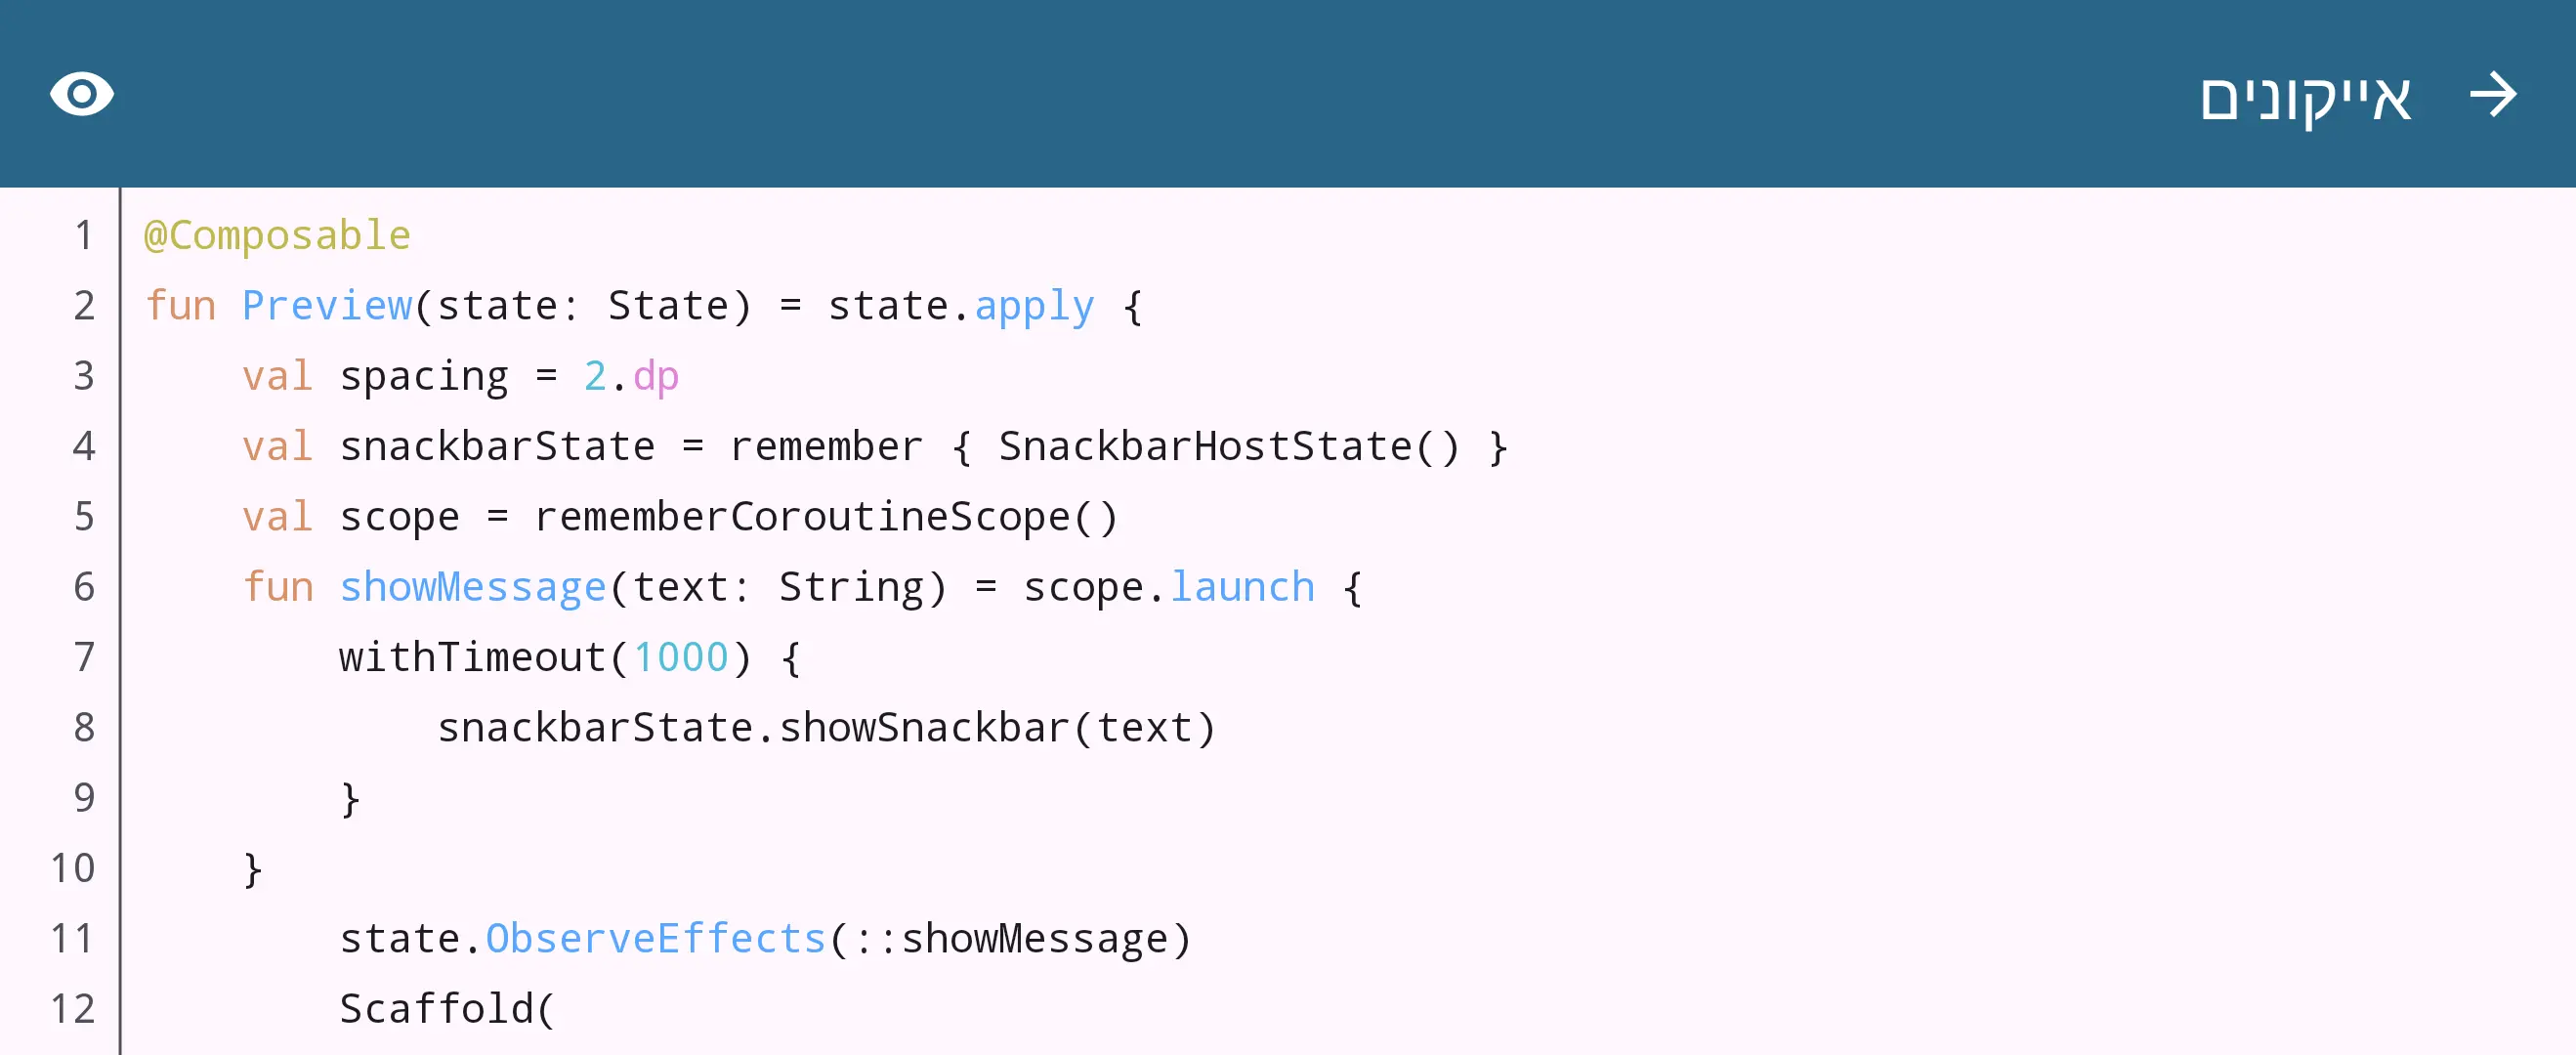 אייקונים
1 @Composable
2 fun Preview(state: State) = state.apply {
3     val spacing = 2.dp
4     val snackbarState = remember { SnackbarHostState() }
5     val scope = rememberCoroutineScope()
6     fun showMessage(text: String) = scope.launch {
7         withTimeout(1000) {
8             snackbarState.showSnackbar(text)
9         }
10     }
11         state.ObserveEffects(::showMessage)
12         Scaffold(